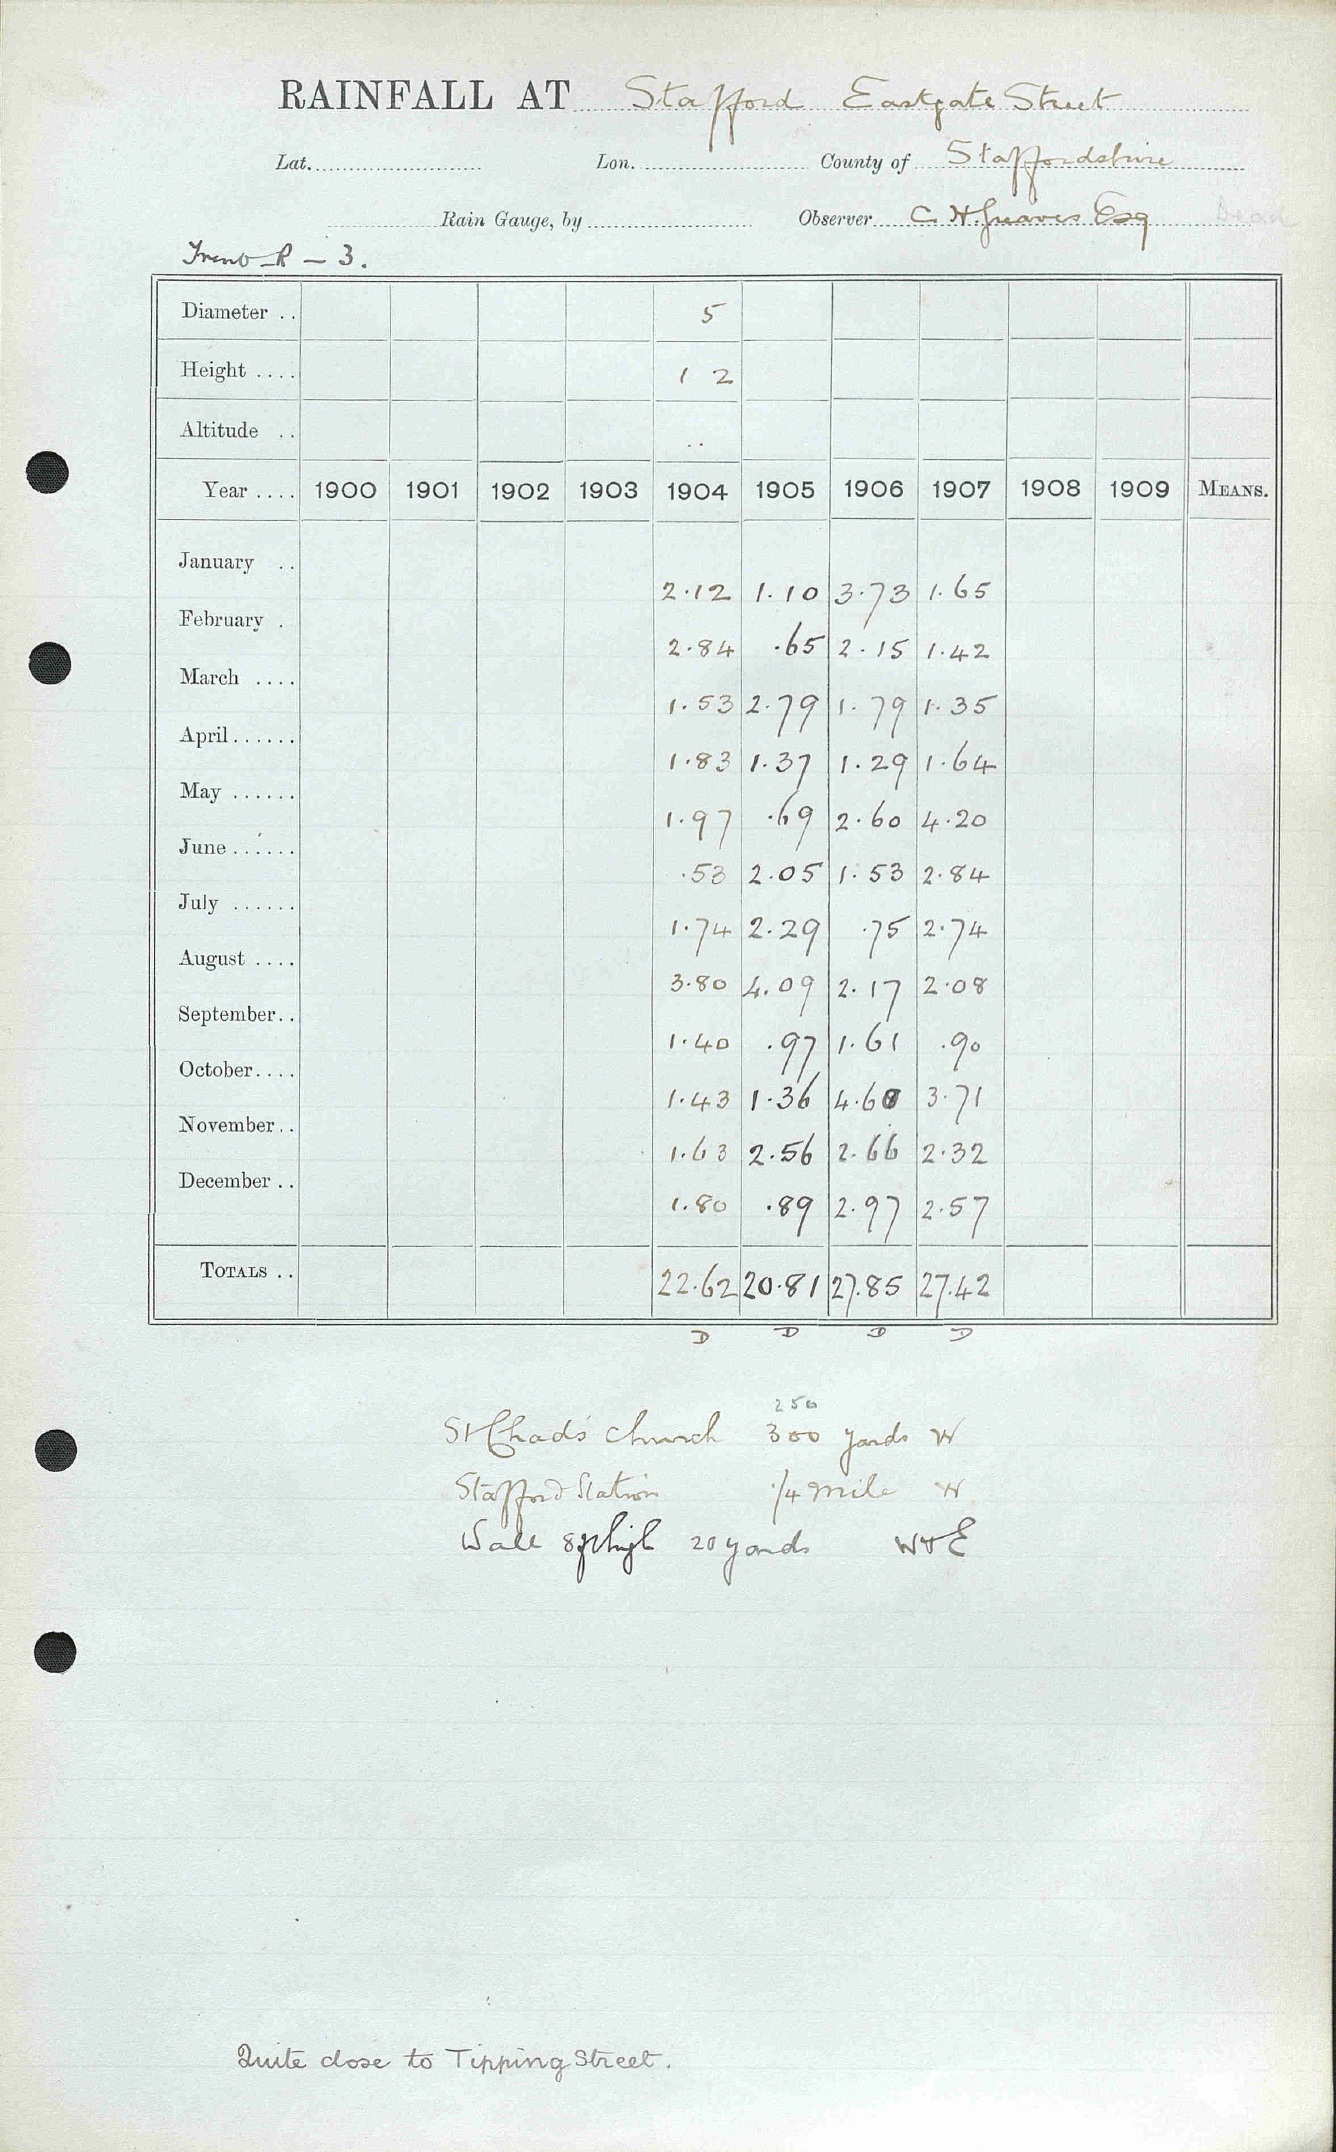 RAINFALL AT Stafford Eastgate Street
Lat. Lon. County of Staffordshire
Rain Gauge, by Observer C. H. Greaves Esq Dead
Trent R – 3.
Diameter .. 5
Height .... 1 2
Altitude .. ..
Year .... 1900 1901 1902 1903 1904 1905 1906 1907 1908 1909 MEANS.
January .. 2.12 1.10 3.73 1.65
February . 2.84 .65 2.15 1.42
March .... 1.53 2.79 1.79 1.35
April...... 1.83 1.37 1.29 1.64
May ...... 1.97 .69 2.60 4.20
June ...... .53 2.05 1.53 2.84
July ...... 1.74 2.29 .75 2.74
August .... 3.80 4.09 2.17 2.08
September.. 1.40 .97 1.61 .90
October.... 1.43 1.36 4.60 3.71
November.. 1.63 2.56 2.66 2.32
December .. 1.80 .89 2.97 2.57
TOTALS .. 22.62 20.81 27.85 27.42
D D D D
250
St Chads' church 300 yards W
Stafford Station 1/4 mile W
Wall 8ft high 20 yards W & E
Quite close to Tipping Street.